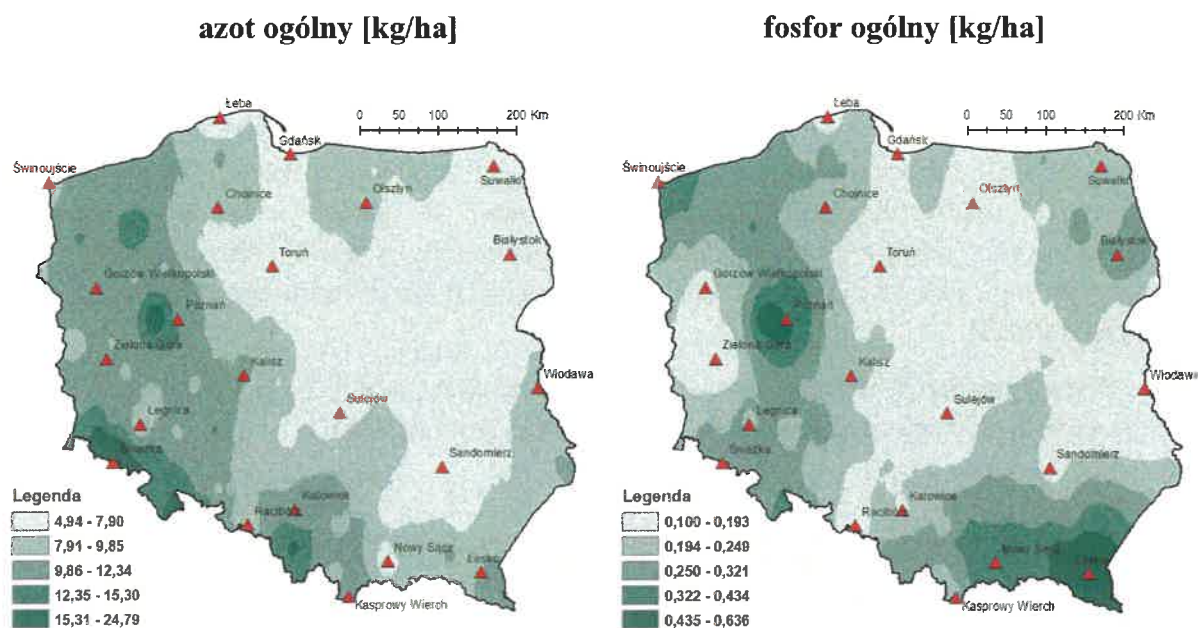 azot ogólny [kg/ha]
Łeba
0 50 100 200 Km
Gdańsk
Świnoujście
Suwałki
Chojnice
Olsztyn
Białystok
Toruń
Gorzów Wielkopolski
Poznań
Zielona Góra
Kalisz
Włodawa
Sulejów
Legnica
Śnieżka
Sandomierz
Katowice
Racibórz
Nowy Sącz
Lesko
Kasprowy Wierch
Legenda
4,94 - 7,90
7,91 - 9,85
9,86 - 12,34
12,35 - 15,30
15,31 - 24,79
fosfor ogólny [kg/ha]
Łeba
0 50 100 200 Km
Gdańsk
Świnoujście
Suwałki
Chojnice
Olsztyn
Białystok
Toruń
Gorzów Wielkopolski
Poznań
Zielona Góra
Kalisz
Włodawa
Sulejów
Legnica
Śnieżka
Sandomierz
Katowice
Racibórz
Nowy Sącz
Lesko
Kasprowy Wierch
Legenda
0,100 - 0,193
0,194 - 0,249
0,250 - 0,321
0,322 - 0,434
0,435 - 0,636